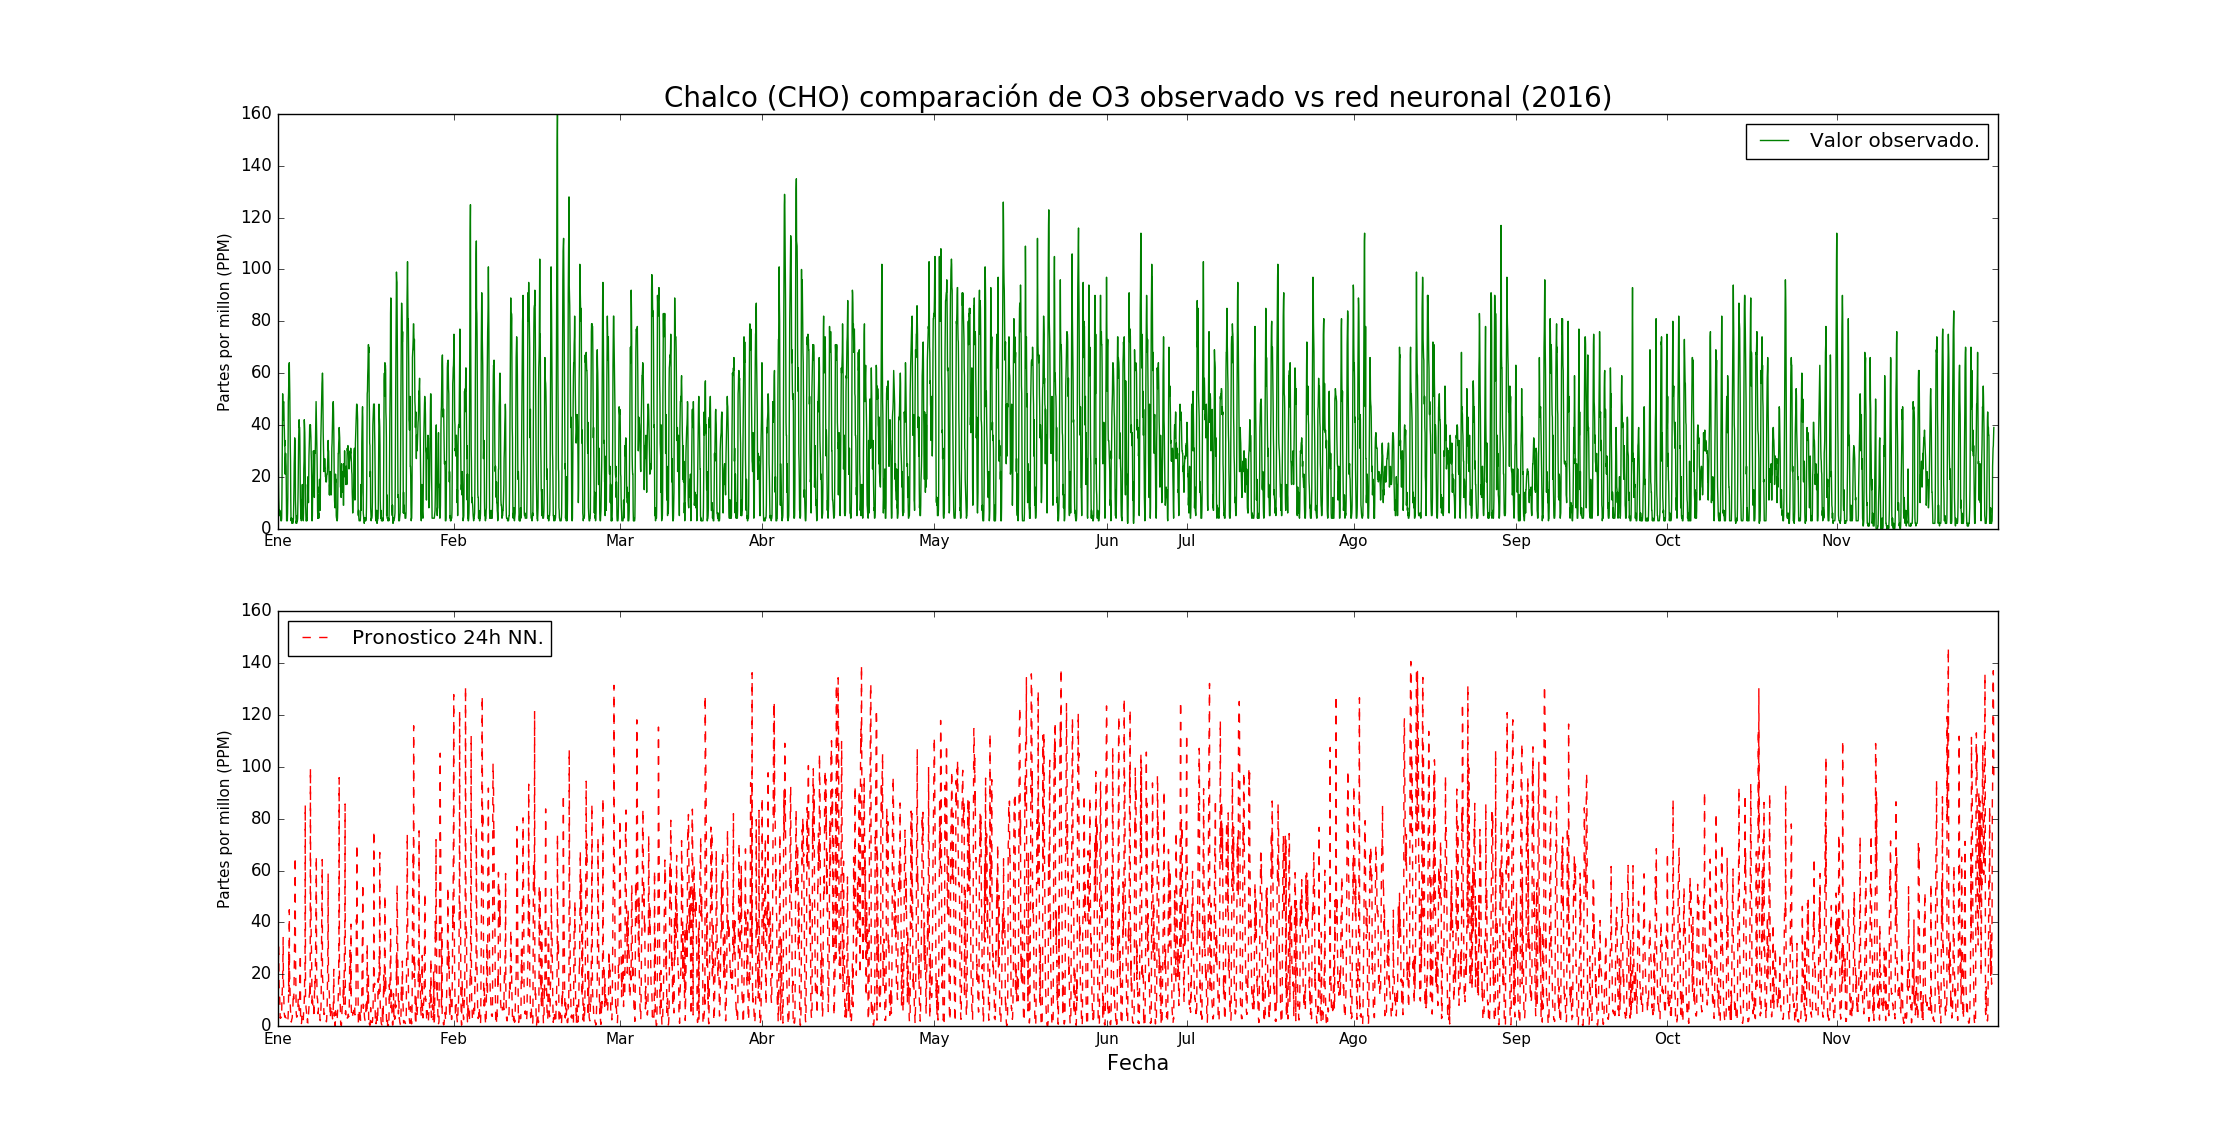 Chalco (CHO) comparación de O3 observado vs red neuronal (2016)
160
140
120
100
80
60
40
20
0
Partes por millon (PPM)
Valor observado.
Ene Feb Mar Abr May Jun Jul Ago Sep Oct Nov
160
140
120
100
80
60
40
20
0
Partes por millon (PPM)
Pronostico 24h NN.
Ene Feb Mar Abr May Jun Jul Ago Sep Oct Nov
Fecha